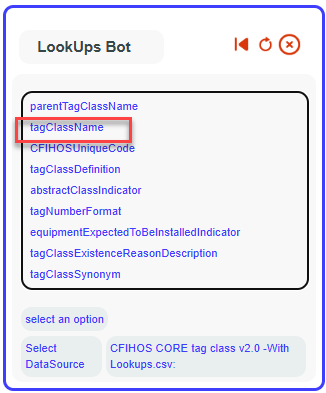 LookUps Bot
parentTagClassName
tagClassName
CFIHOSUniqueCode
tagClassDefinition
abstractClassIndicator
tagNumberFormat
equipmentExpectedToBeInstalledIndicator
tagClassExistenceReasonDescription
tagClassSynonym
select an option
Select
DataSource
CFIHOS CORE tag class v2.0 -With
Lookups.csv: